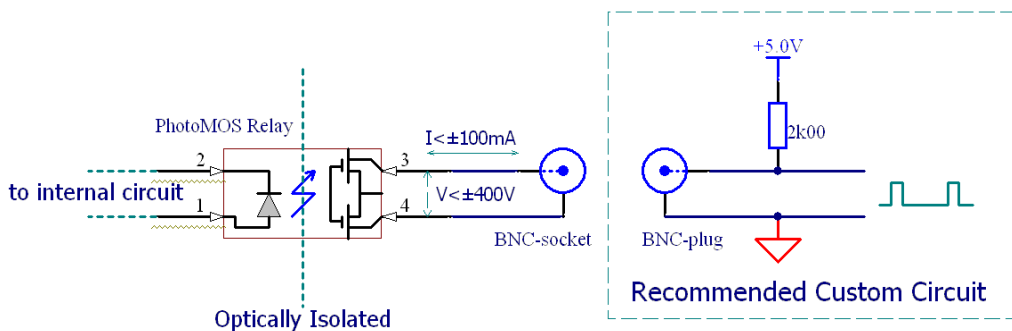 PhotoMOS Relay
to internal circuit
2
1
3
4
I<±100mA
V<±400V
BNC-socket
Optically Isolated
+5.0V
2k00
BNC-plug
Recommended Custom Circuit